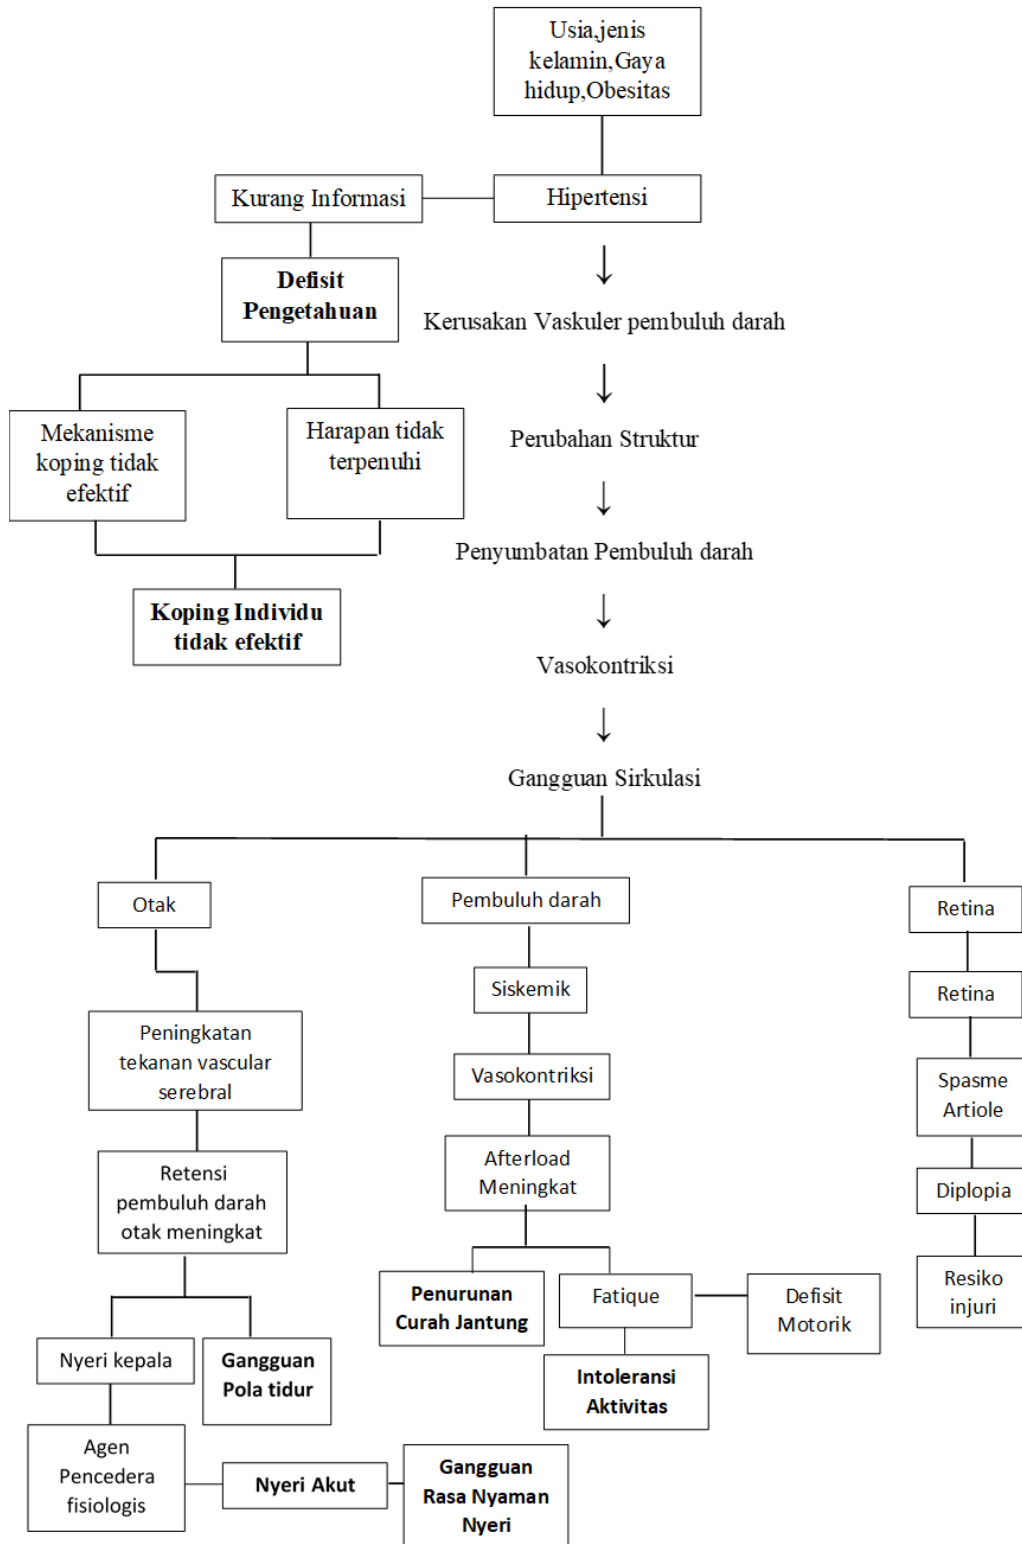 Usia,jenis
kelamin,Gaya
hidup,Obesitas
Kurang Informasi
Hipertensi
Defisit
Pengetahuan
Kerusakan Vaskuler pembuluh darah
Mekanisme
koping tidak
efektif
Harapan tidak
terpenuhi
Perubahan Struktur
Penyumbatan Pembuluh darah
Koping Individu
tidak efektif
Vasokontriksi
Gangguan Sirkulasi
Otak
Pembuluh darah
Retina
Peningkatan
tekanan vascular
serebral
Siskemik
Retina
Vasokontriksi
Spasme
Artiole
Retensi
pembuluh darah
otak meningkat
Afterload
Meningkat
Diplopia
Nyeri kepala
Gangguan
Pola tidur
Penurunan
Curah Jantung
Fatique
Defisit
Motorik
Resiko
injuri
Intoleransi
Aktivitas
Agen
Pencedera
fisiologis
Nyeri Akut
Gangguan
Rasa Nyaman
Nyeri